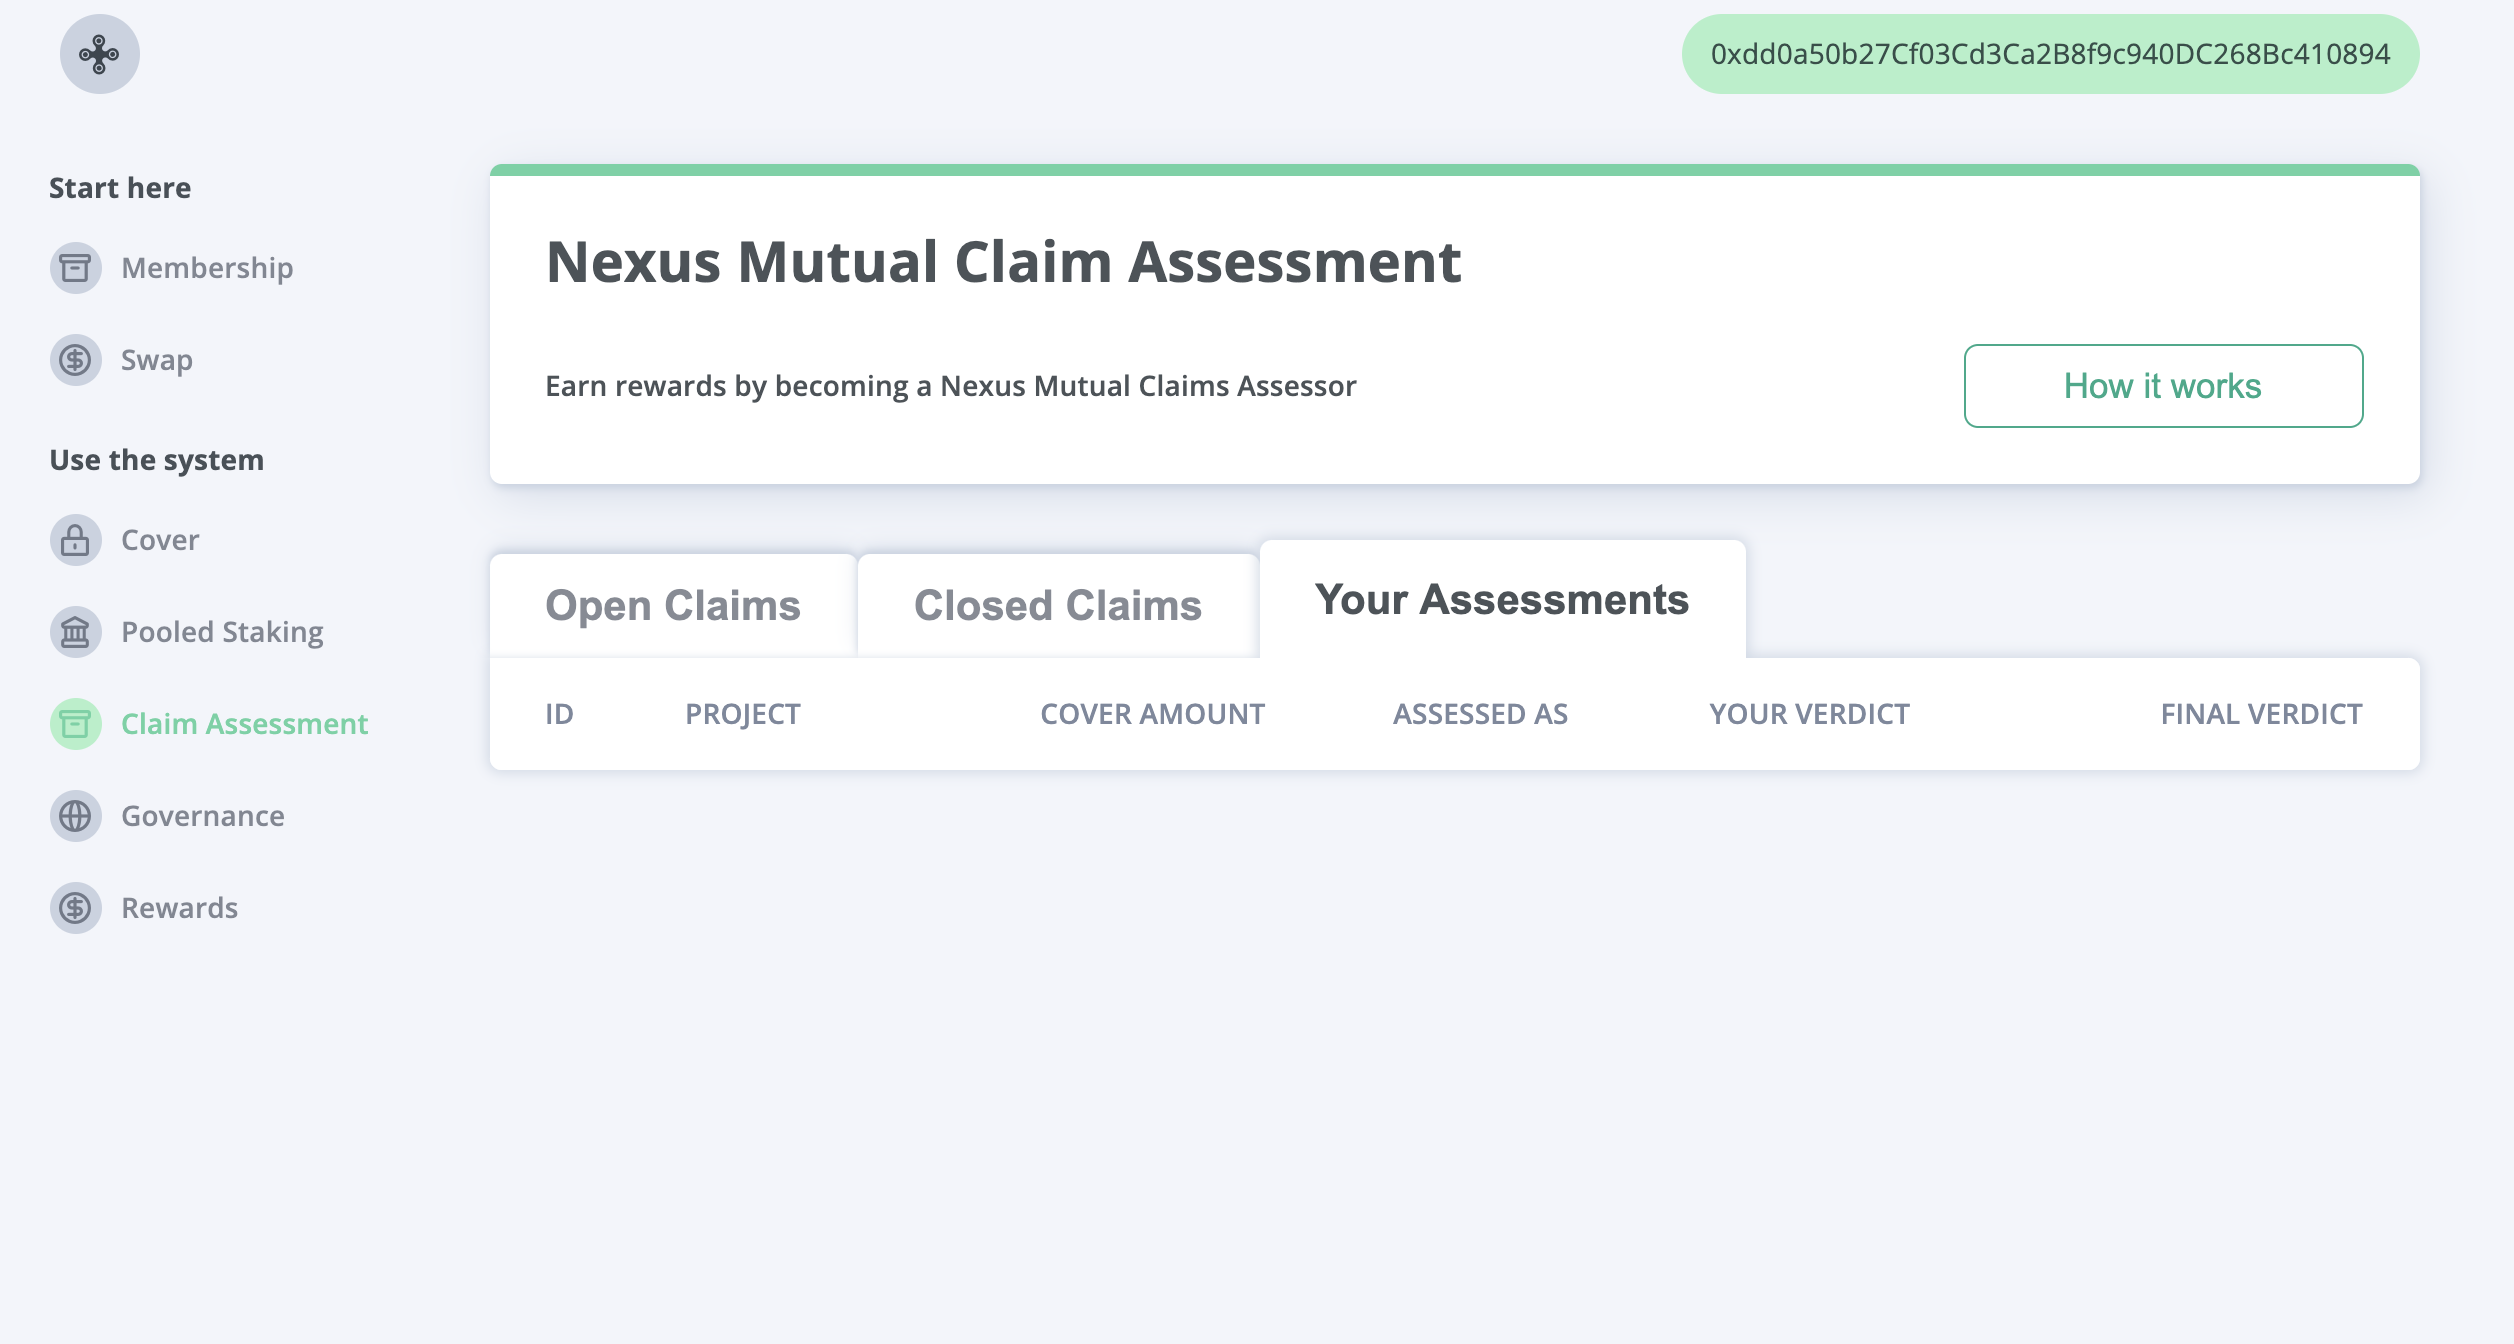 0xdd0a50b27Cf03Cd3Ca2B8f9c940DC268Bc410894
Start here
Membership
Swap
Use the system
Cover
Pooled Staking
Claim Assessment
Governance
Rewards
Nexus Mutual Claim Assessment
Earn rewards by becoming a Nexus Mutual Claims Assessor
How it works
Open Claims
Closed Claims
Your Assessments
ID PROJECT COVER AMOUNT ASSESSED AS YOUR VERDICT FINAL VERDICT